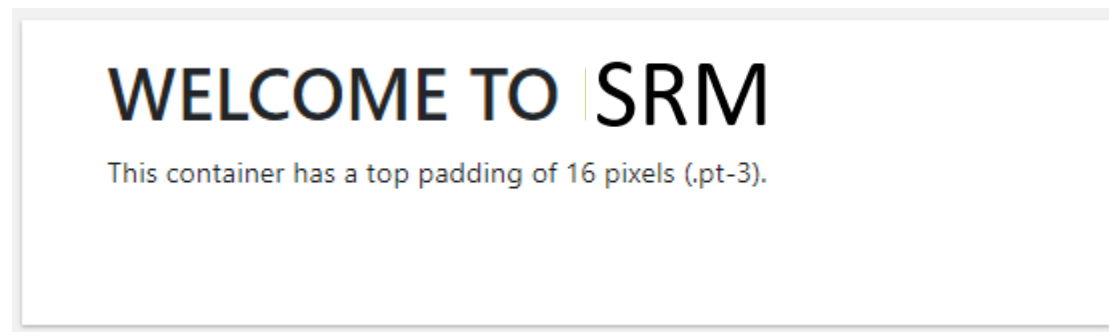 WELCOME TO SRM
This container has a top padding of 16 pixels (.pt-3).